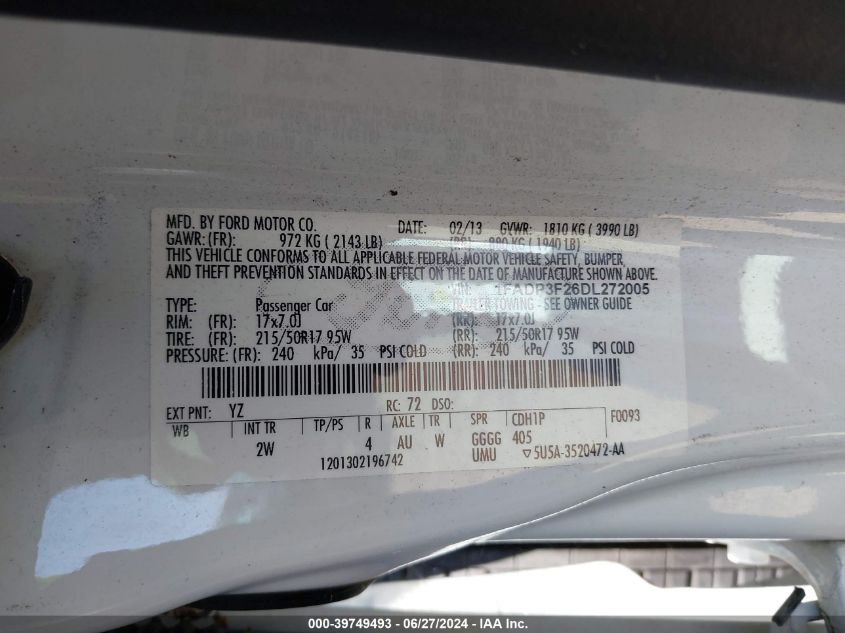 MFD. BY FORD MOTOR CO. DATE: 02/13 GVWR: 1810 KG ( 3990 LB)
GAWR: (FR): 972 KG ( 2143 LB) (RR): 880 KG ( 1940 LB)
THIS VEHICLE CONFORMS TO ALL APPLICABLE FEDERAL MOTOR VEHICLE SAFETY, BUMPER,
AND THEFT PREVENTION STANDARDS IN EFFECT ON THE DATE OF MANUFACTURE SHOWN ABOVE.
VIN: 1FADP3F26DL272005
TYPE: Passenger Car TRAILER TOWING - SEE OWNER GUIDE
RIM: (FR): 17x7.0J (RR): 17x7.0J
TIRE: (FR): 215/50R17 95W (RR): 215/50R17 95W
PRESSURE: (FR): 240 kPa/ 35 PSI COLD (RR): 240 kPa/ 35 PSI COLD
EXT PNT: YZ RC: 72 DSO: F0093
WB INT TR TP/PS R AXLE TR SPR CDH1P
2W 4 AU W GGGG 405
1201302196742 UMU ▽5U5A-3520472-AA
000-39749493 - 06/27/2024 - IAA Inc.